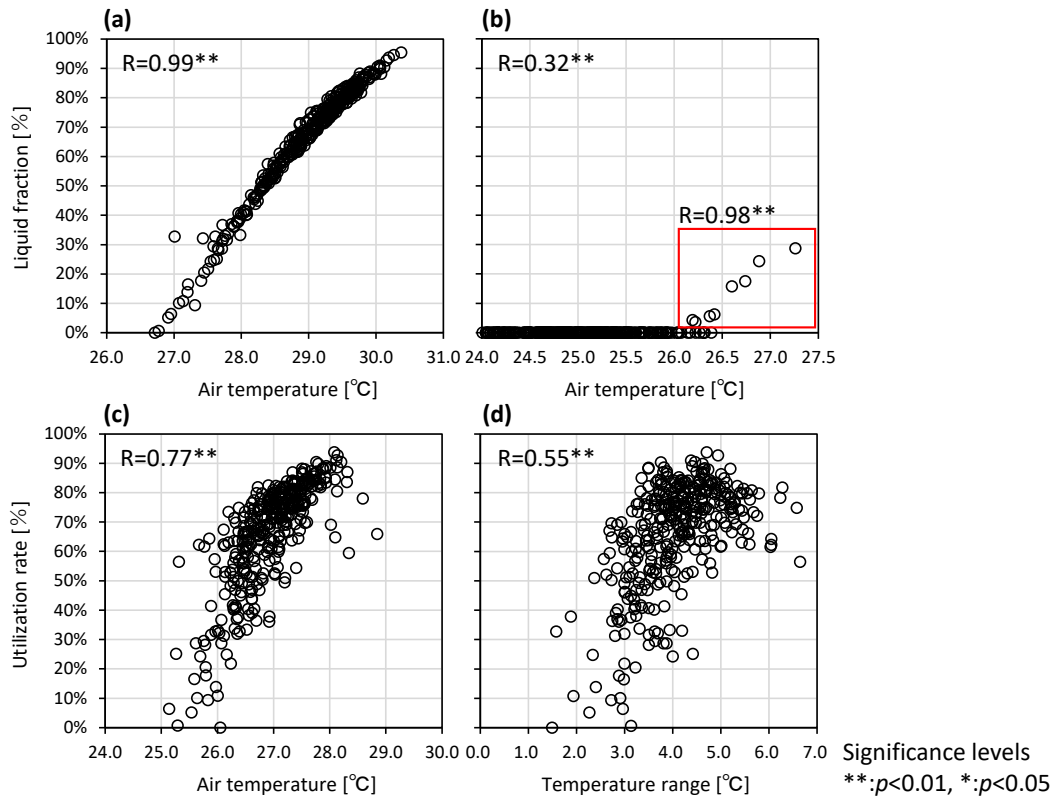 (a)
(b)
100%
90%
80%
70%
60%
50%
40%
30%
20%
10%
0%
Liquid fraction [%]
R=0.99**
R=0.32**
R=0.98**
26.0 27.0 28.0 29.0 30.0 31.0
24.0 24.5 25.0 25.5 26.0 26.5 27.0 27.5
Air temperature [℃]
Air temperature [℃]
(c)
(d)
100%
90%
80%
70%
60%
50%
40%
30%
20%
10%
0%
Utilization rate [%]
R=0.77**
R=0.55**
24.0 25.0 26.0 27.0 28.0 29.0 30.0
0.0 1.0 2.0 3.0 4.0 5.0 6.0 7.0
Air temperature [℃]
Temperature range [℃]
Significance levels
**:p<0.01, *:p<0.05